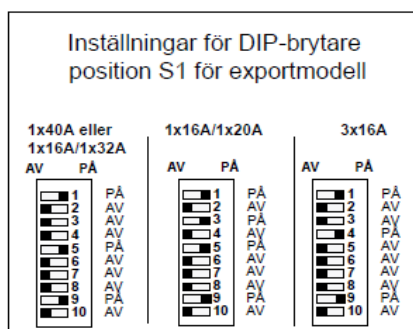 Inställningar för DIP-brytare
position S1 för exportmodell
1x40A eller
1x16A/1x32A
AV PÅ
1 PÅ
2 AV
3 AV
4 AV
5 PÅ
6 AV
7 AV
8 AV
9 PÅ
10 AV
1x16A/1x20A
AV PÅ
1 PÅ
2 AV
3 PÅ
4 AV
5 PÅ
6 AV
7 AV
8 AV
9 PÅ
10 AV
3x16A
AV PÅ
1 PÅ
2 AV
3 AV
4 PÅ
5 AV
6 AV
7 AV
8 AV
9 PÅ
10 AV